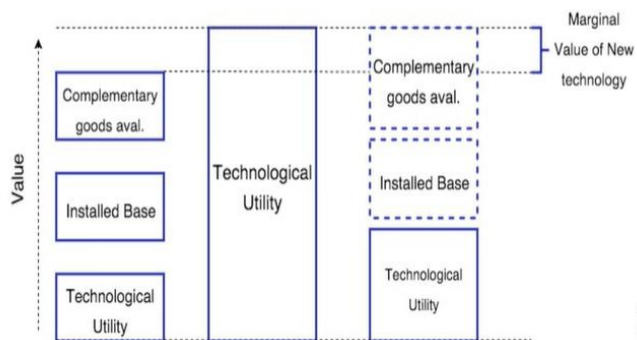 Marginal
Value of New
technology
Value
Complementary
goods aval.
Installed Base
Technological
Utility
Technological
Utility
Complementary
goods aval.
Installed Base
Technological
Utility